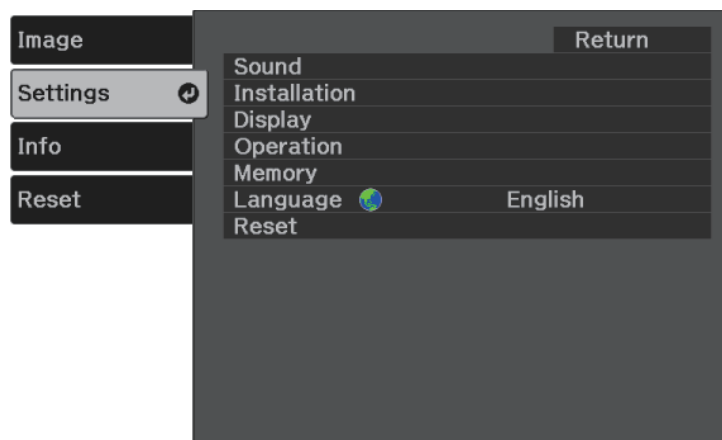 Image
Settings
Info
Reset
Return
Sound
Installation
Display
Operation
Memory
Language English
Reset